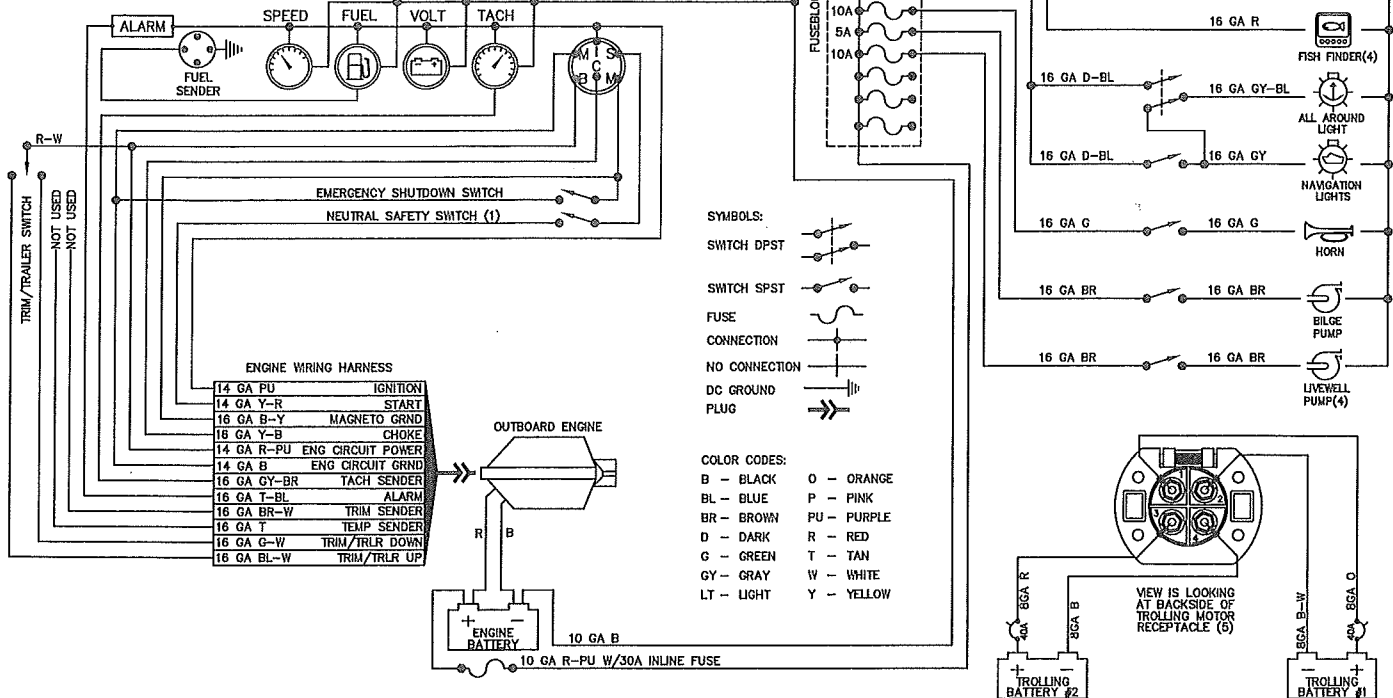 ALARM
SPEED
FUEL
VOLT
TACH
FUEL
SENDER
M I S
C
B M
FUSEBLO
10A
5A
10A
16 GA R
FISH FINDER(4)
16 GA D-BL
16 GA GY-BL
ALL AROUND
LIGHT
16 GA D-BL
16 GA GY
NAVIGATION
LIGHTS
16 GA G
16 GA G
HORN
16 GA BR
16 GA BR
BILGE
PUMP
16 GA BR
16 GA BR
LIVEWELL
PUMP(4)
R-W
TRIM/TRAILER SWITCH
NOT USED
NOT USED
EMERGENCY SHUTDOWN SWITCH
NEUTRAL SAFETY SWITCH (1)
SYMBOLS:
SWITCH DPST
SWITCH SPST
FUSE
CONNECTION
NO CONNECTION
DC GROUND
PLUG
COLOR CODES:
B - BLACK O - ORANGE
BL - BLUE P - PINK
BR - BROWN PU - PURPLE
D - DARK R - RED
G - GREEN T - TAN
GY - GRAY W - WHITE
LT - LIGHT Y - YELLOW
ENGINE WIRING HARNESS
14 GA PU IGNITION
14 GA Y-R START
16 GA B-Y MAGNETO GRND
16 GA Y-B CHOKE
14 GA R-PU ENG CIRCUIT POWER
14 GA B ENG CIRCUIT GRND
16 GA GY-BR TACH SENDER
16 GA T-BL ALARM
16 GA BR-W TRIM SENDER
16 GA T TEMP SENDER
16 GA G-W TRIM/TRLR DOWN
16 GA BL-W TRIM/TRLR UP
OUTBOARD ENGINE
R
B
+ -
ENGINE
BATTERY
10 GA B
10 GA R-PU W/30A INLINE FUSE
1
2
3
4
VIEW IS LOOKING
AT BACKSIDE OF
TROLLING MOTOR
RECEPTACLE (5)
8GA R
40A
8GA B
+ -
TROLLING
BATTERY #2
8GA B-W
8GA O
40A
- +
TROLLING
BATTERY #1